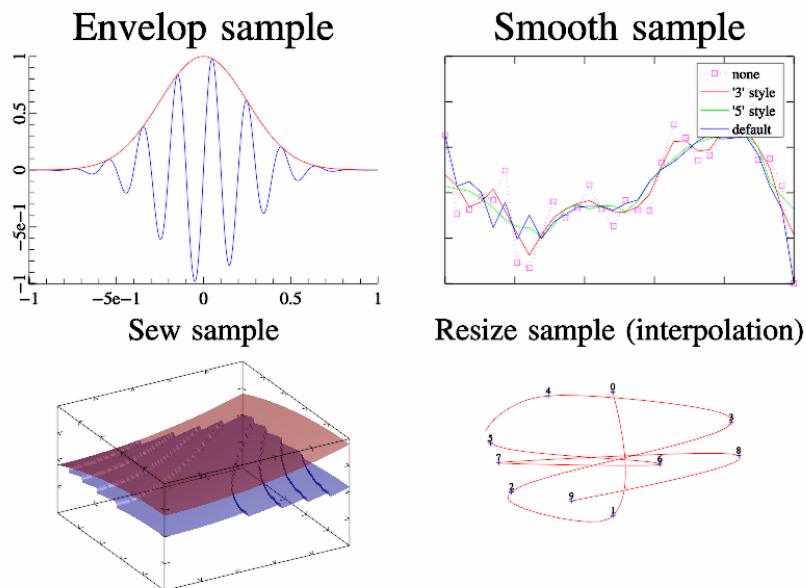 Envelop sample
Smooth sample
1
0.5
0
−5e-1
−1
−1
−5e-1
0
0.5
1
none
'3' style
'5' style
default
Sew sample
Resize sample (interpolation)
4
0
3
5
7
6
8
2
9
1